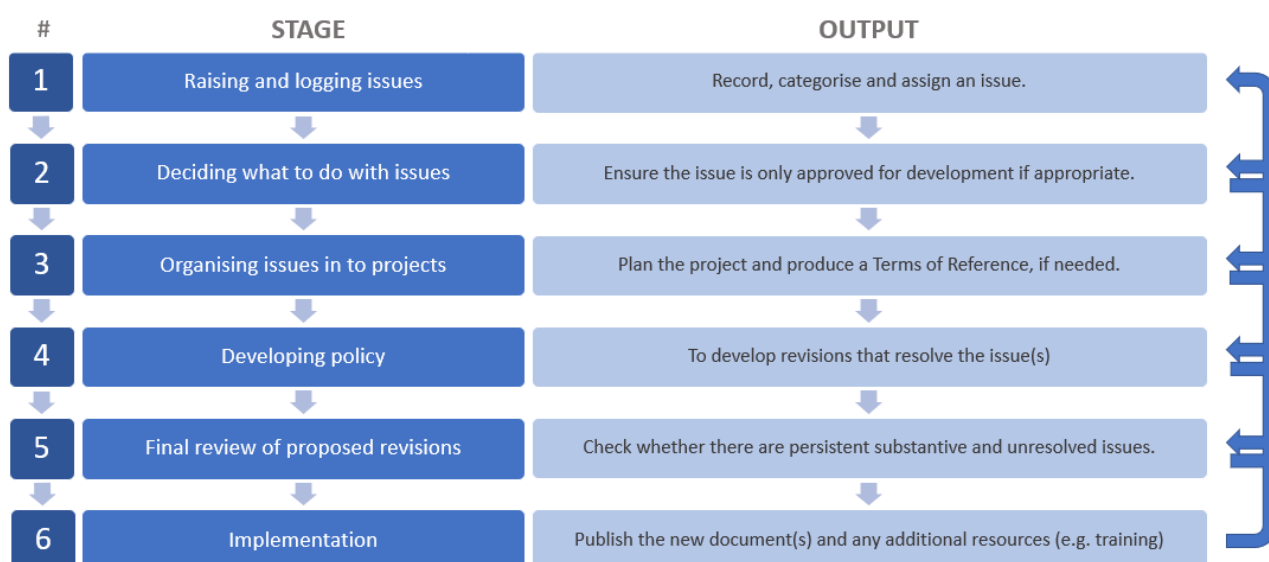 # STAGE OUTPUT
1 Raising and logging issues Record, categorise and assign an issue.
2 Deciding what to do with issues Ensure the issue is only approved for development if appropriate.
3 Organising issues in to projects Plan the project and produce a Terms of Reference, if needed.
4 Developing policy To develop revisions that resolve the issue(s)
5 Final review of proposed revisions Check whether there are persistent substantive and unresolved issues.
6 Implementation Publish the new document(s) and any additional resources (e.g. training)